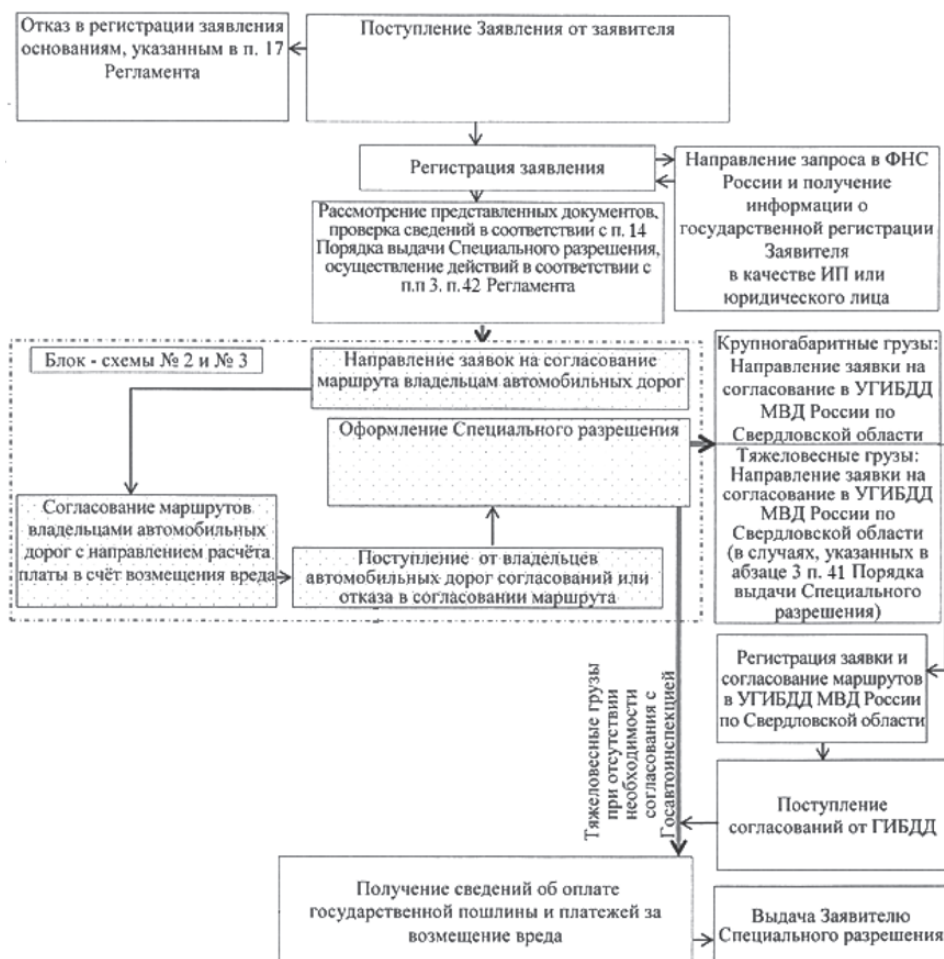 Отказ в регистрации заявления
основаниям, указанным в п. 17
Регламента
Поступление Заявления от заявителя
Регистрация заявления
Направление запроса в ФНС
России и получение
информации о
государственной регистрации
Заявителя
в качестве ИП или
юридического лица
Рассмотрение представленных документов,
проверка сведений в соответствии с п. 14
Порядка выдачи Специального разрешения,
осуществление действий в соответствии с
п.п 3. п. 42 Регламента
Блок - схемы № 2 и № 3
Направление заявок на согласование
маршрута владельцам автомобильных дорог
Оформление Специального разрешения
Согласование маршрутов
владельцами автомобильных
дорог с направлением расчёта
платы в счёт возмещения вреда
Поступление от владельцев
автомобильных дорог согласований или
отказа в согласовании маршрута
Крупногабаритные грузы:
Направление заявки на
согласование в УГИБДД
МВД России по
Свердловской области
Тяжеловесные грузы:
Направление заявки на
согласование в УГИБДД
МВД России по
Свердловской области
(в случаях, указанных в
абзаце 3 п. 41 Порядка
выдачи Специального
разрешения)
Регистрация заявки и
согласование маршрутов
в УГИБДД МВД России
по Свердловской области
Тяжеловесные грузы
при отсутствии
необходимости
согласования с
Госавтоинспекцией
Поступление
согласований от ГИБДД
Получение сведений об оплате
государственной пошлины и платежей за
возмещение вреда
Выдача Заявителю
Специального разрешения